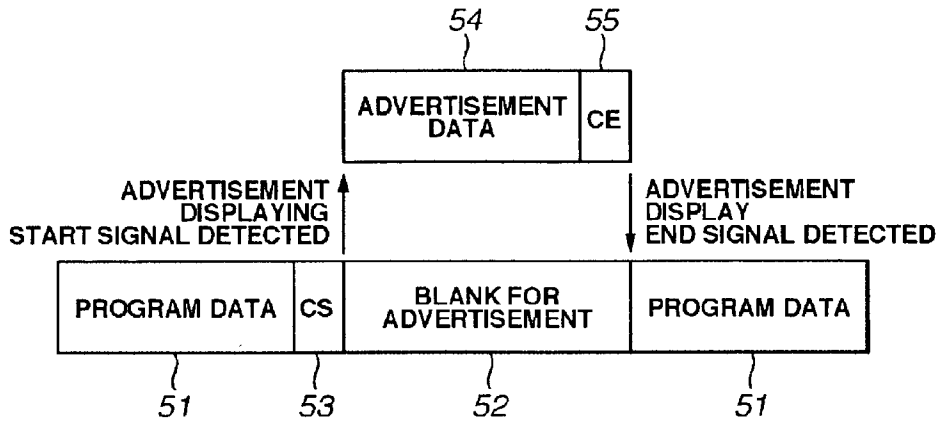 54
55
ADVERTISEMENT
DATA
CE
ADVERTISEMENT
DISPLAYING
START SIGNAL DETECTED
ADVERTISEMENT
DISPLAY
END SIGNAL DETECTED
PROGRAM DATA
CS
BLANK FOR
ADVERTISEMENT
PROGRAM DATA
51
53
52
51